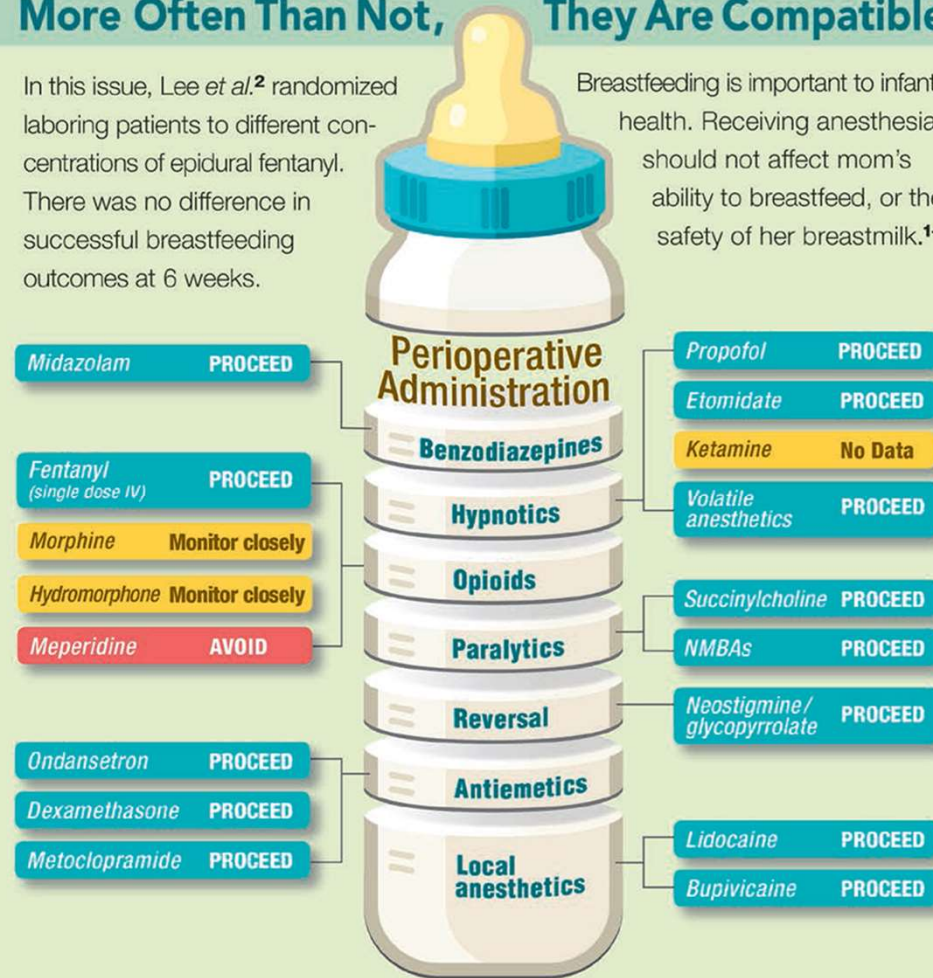 More Often Than Not, They Are Compatible
In this issue, Lee et al.² randomized
laboring patients to different con-
centrations of epidural fentanyl.
There was no difference in
successful breastfeeding
outcomes at 6 weeks.
Breastfeeding is important to infant
health. Receiving anesthesia
should not affect mom's
ability to breastfeed, or the
safety of her breastmilk.¹
Perioperative
Administration
Benzodiazepines
Midazolam PROCEED
Hypnotics
Propofol PROCEED
Etomidate PROCEED
Ketamine No Data
Volatile
anesthetics PROCEED
Opioids
Fentanyl
(single dose IV) PROCEED
Morphine Monitor closely
Hydromorphone Monitor closely
Meperidine AVOID
Paralytics
Succinylcholine PROCEED
NMBAs PROCEED
Reversal
Neostigmine/
glycopyrrolate PROCEED
Antiemetics
Ondansetron PROCEED
Dexamethasone PROCEED
Metoclopramide PROCEED
Local
anesthetics
Lidocaine PROCEED
Bupivicaine PROCEED